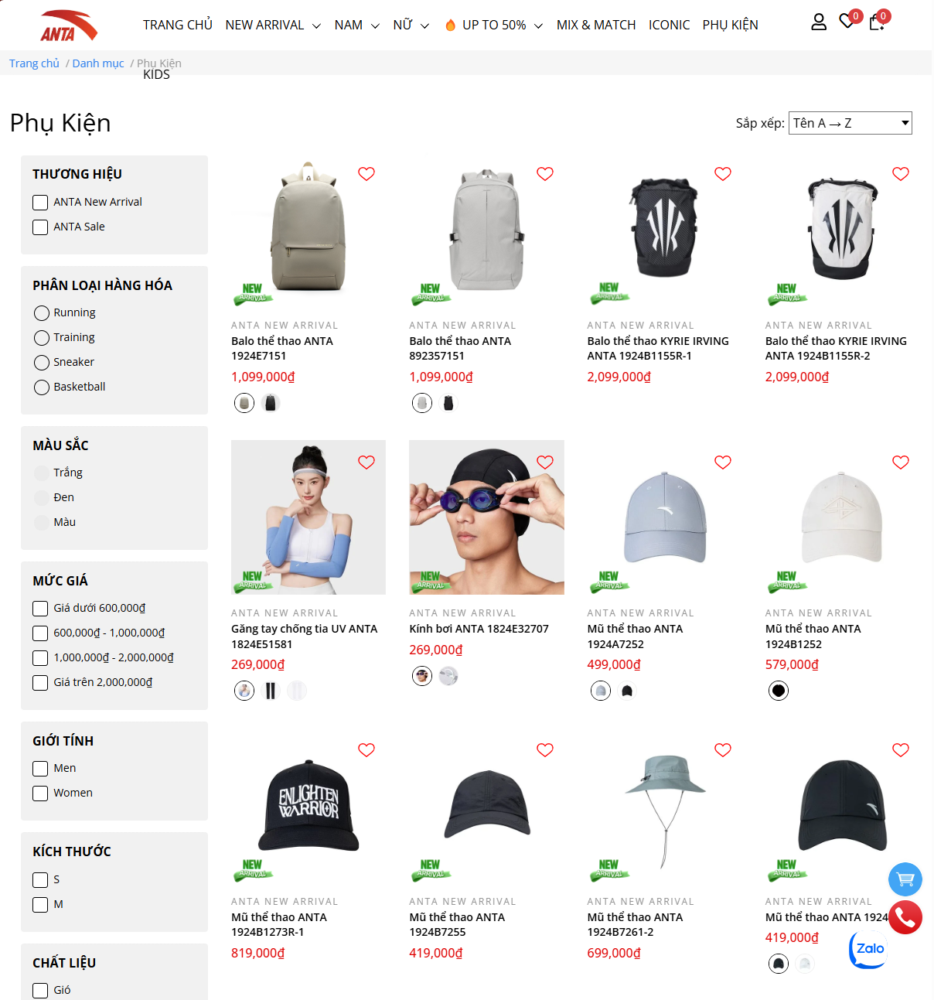 ANTA
TRANG CHỦ NEW ARRIVAL NAM NỮ UP TO 50% MIX & MATCH ICONIC PHỤ KIỆN
0 0
Trang chủ / Danh mục / Phụ Kiện
KIDS
Phụ Kiện
Sắp xếp: Tên A → Z
THƯƠNG HIỆU
ANTA New Arrival
ANTA Sale
PHÂN LOẠI HÀNG HÓA
Running
Training
Sneaker
Basketball
MÀU SẮC
Trắng
Đen
Màu
MỨC GIÁ
Giá dưới 600,000₫
600,000₫ - 1,000,000₫
1,000,000₫ - 2,000,000₫
Giá trên 2,000,000₫
GIỚI TÍNH
Men
Women
KÍCH THƯỚC
S
M
CHẤT LIỆU
Gió
NEW
ARRIVAL
ANTA NEW ARRIVAL
Balo thể thao ANTA
1924E7151
1,099,000₫
NEW
ARRIVAL
ANTA NEW ARRIVAL
Balo thể thao ANTA
892357151
1,099,000₫
NEW
ARRIVAL
ANTA NEW ARRIVAL
Balo thể thao KYRIE IRVING
ANTA 1924B1155R-1
2,099,000₫
NEW
ARRIVAL
ANTA NEW ARRIVAL
Balo thể thao KYRIE IRVING
ANTA 1924B1155R-2
2,099,000₫
NEW
ARRIVAL
ANTA NEW ARRIVAL
Găng tay chống tia UV ANTA
1824E51581
269,000₫
NEW
ARRIVAL
ANTA NEW ARRIVAL
Kính bơi ANTA 1824E32707
269,000₫
NEW
ARRIVAL
ANTA NEW ARRIVAL
Mũ thể thao ANTA
1924A7252
499,000₫
NEW
ARRIVAL
ANTA NEW ARRIVAL
Mũ thể thao ANTA
1924B1252
579,000₫
ENLIGHTEN
WARRIOR
NEW
ARRIVAL
ANTA NEW ARRIVAL
Mũ thể thao ANTA
1924B1273R-1
819,000₫
NEW
ARRIVAL
ANTA NEW ARRIVAL
Mũ thể thao ANTA
1924B7255
419,000₫
NEW
ARRIVAL
ANTA NEW ARRIVAL
Mũ thể thao ANTA
1924B7261-2
699,000₫
NEW
ARRIVAL
ANTA NEW ARRIVAL
Mũ thể thao ANTA 1924
419,000₫
Zalo